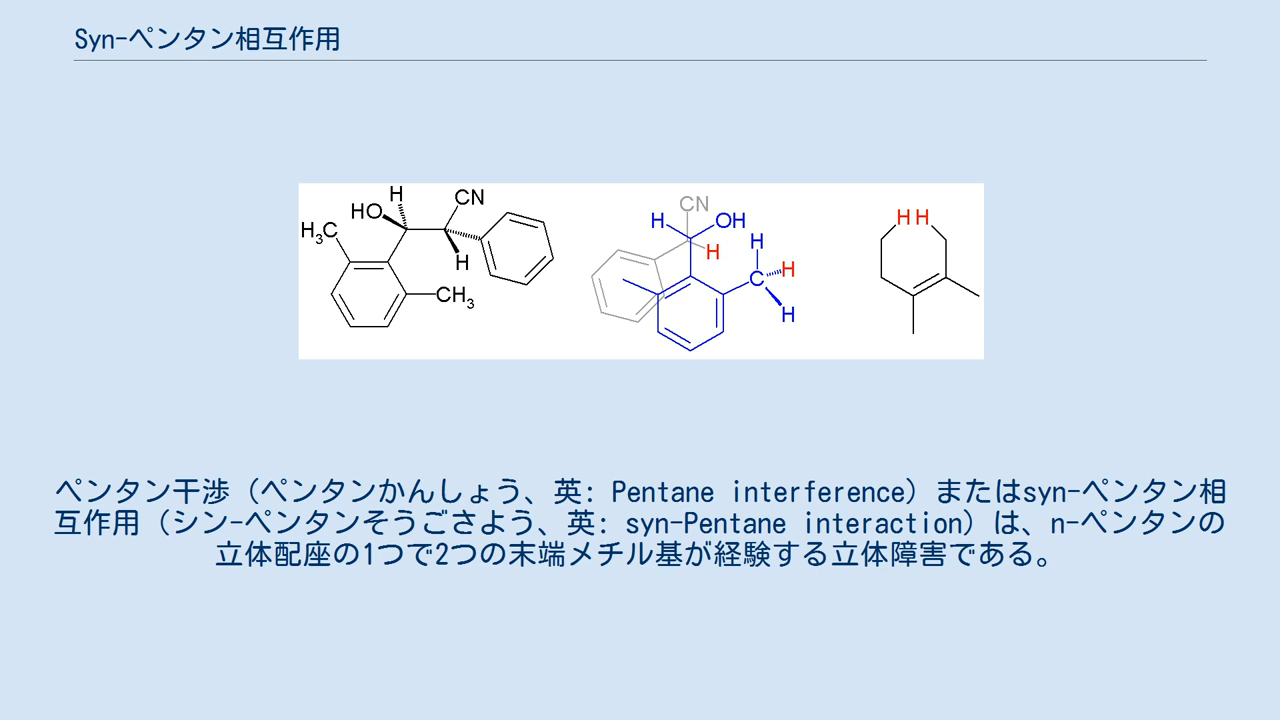 Syn-ペンタン相互作用
H
CN
HO
H3C
H
CH3
CN
H
OH
H
H
C
H
H
H H
ペンタン干渉（ペンタンかんしょう、英: Pentane interference）またはsyn-ペンタン相
互作用（シン-ペンタンそうごさよう、英: syn-Pentane interaction）は、n-ペンタンの
立体配座の1つで2つの末端メチル基が経験する立体障害である。